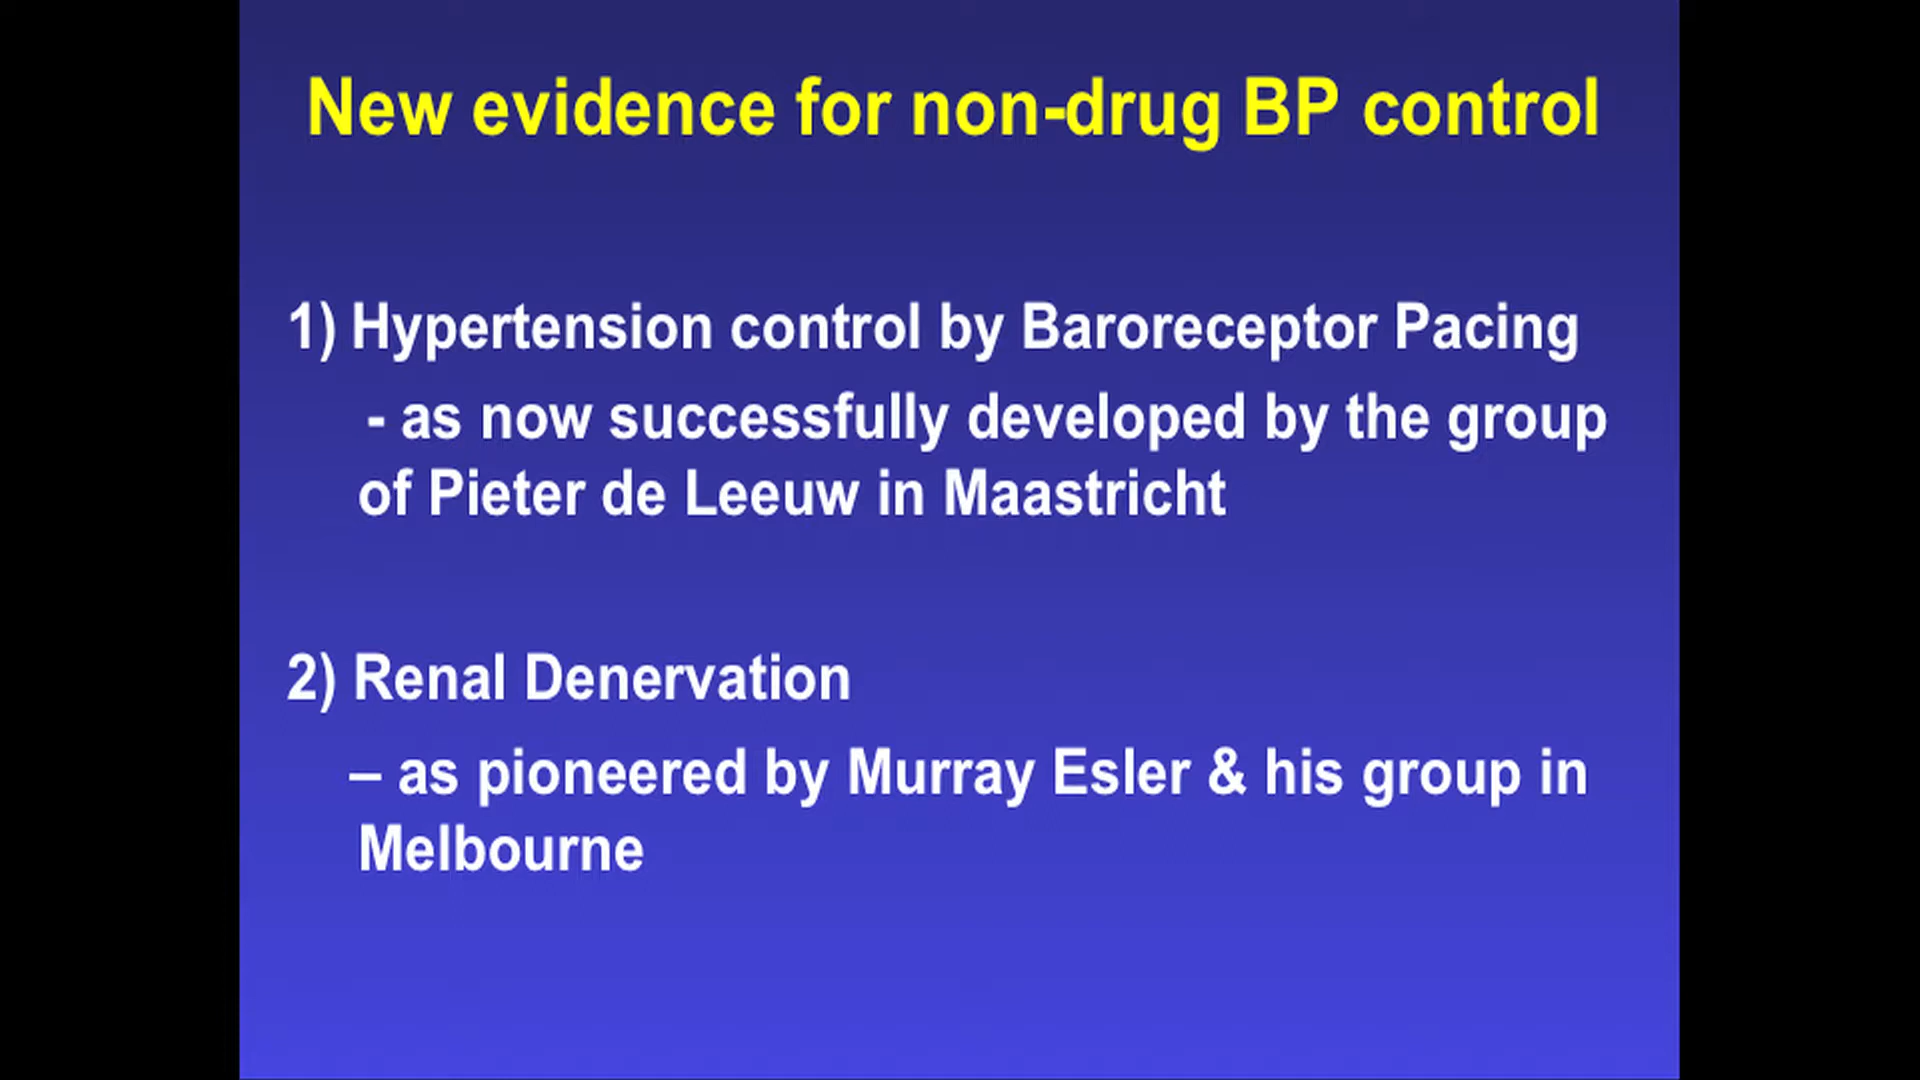 New evidence for non-drug BP control
1) Hypertension control by Baroreceptor Pacing
- as now successfully developed by the group
of Pieter de Leeuw in Maastricht
2) Renal Denervation
– as pioneered by Murray Esler & his group in
Melbourne